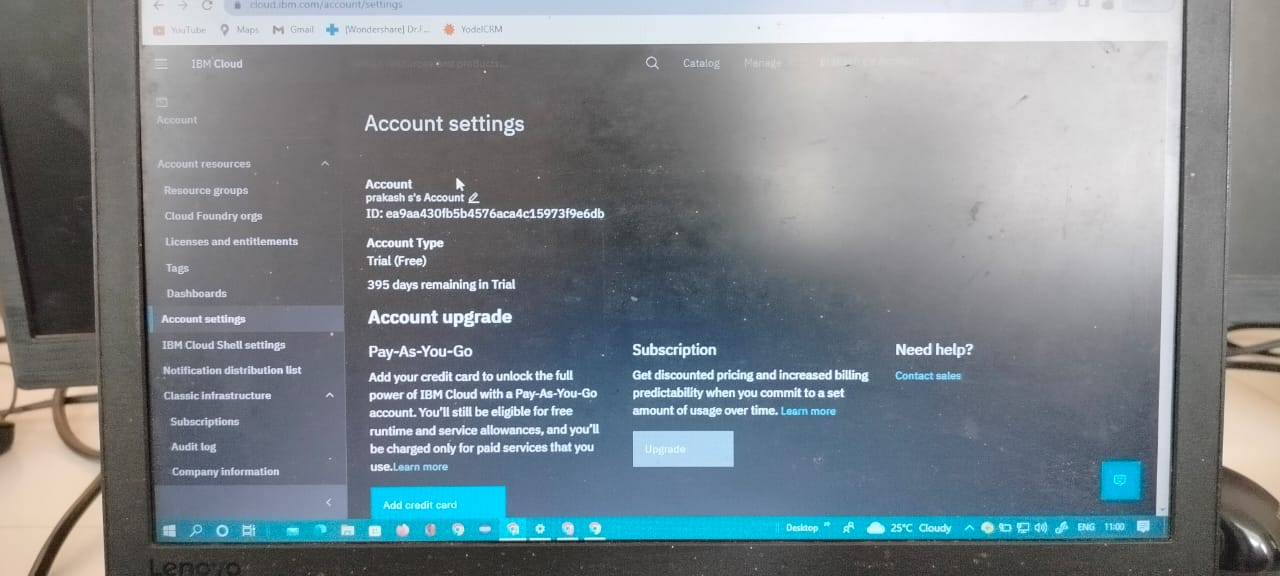 cloud.ibm.com/account/settings
YouTube Maps Gmail [Wondershare] Dr.F... YodelCRM
IBM Cloud Catalog Manage
Account
Account resources
Resource groups
Cloud Foundry orgs
Licenses and entitlements
Tags
Dashboards
Account settings
IBM Cloud Shell settings
Notification distribution list
Classic infrastructure
Subscriptions
Audit log
Company information
Account settings
Account
prakash s's Account
ID: ea9aa430fb5b4576aca4c15973f9e6db
Account Type
Trial (Free)
395 days remaining in Trial
Account upgrade
Pay-As-You-Go
Add your credit card to unlock the full
power of IBM Cloud with a Pay-As-You-Go
account. You'll still be eligible for free
runtime and service allowances, and you'll
be charged only for paid services that you
use.Learn more
Add credit card
Subscription
Get discounted pricing and increased billing
predictability when you commit to a set
amount of usage over time. Learn more
Upgrade
Need help?
Contact sales
Desktop 25°C Cloudy ENG 11:00
Lenovo